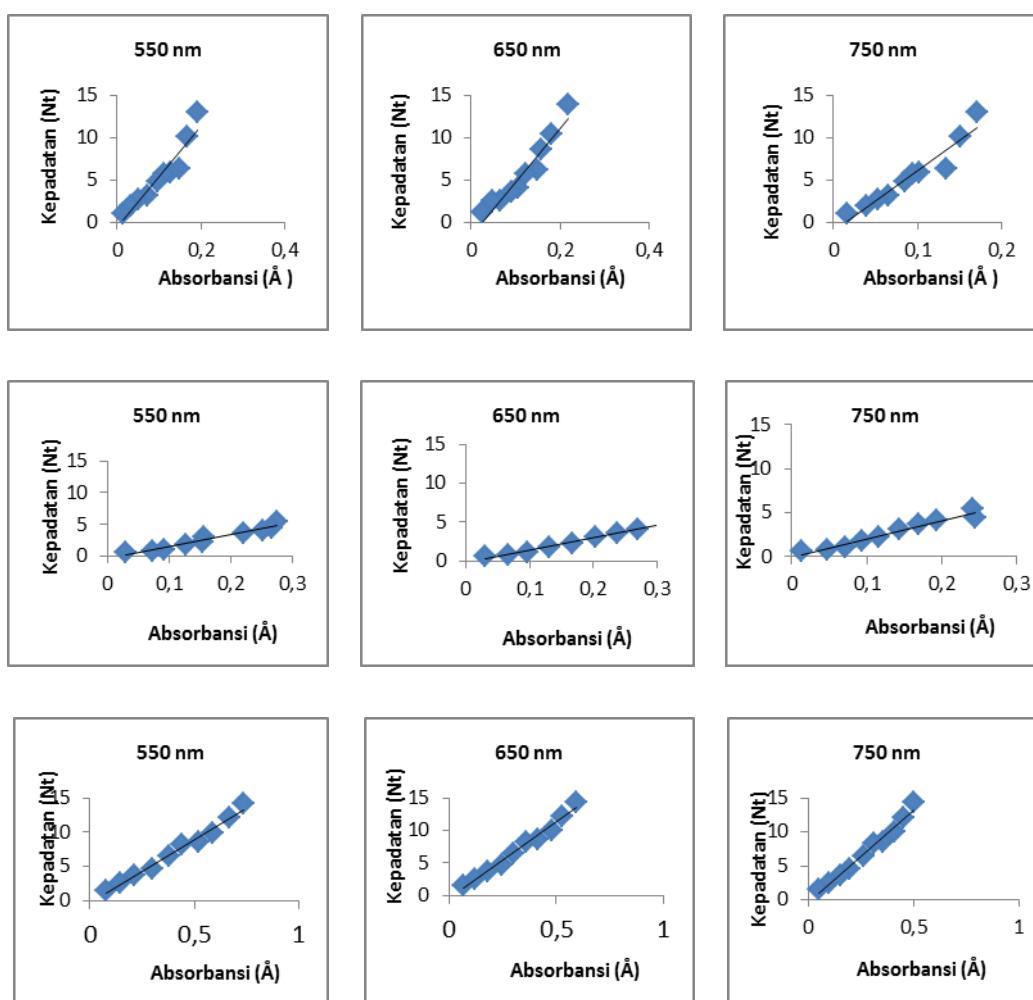 550 nm
Kepadatan (Nt)
15
10
5
0
0 0,2 0,4
Absorbansi (Å )
650 nm
Kepadatan (Nt)
15
10
5
0
0 0,2 0,4
Absorbansi (Å)
750 nm
Kepadatan (Nt)
15
10
5
0
0 0,1 0,2
Absorbansi (Å )
550 nm
Kepadatan (Nt)
15
10
5
0
0 0,1 0,2 0,3
Absorbansi (Å)
650 nm
Kepadatan (Nt)
15
10
5
0
0 0,1 0,2 0,3
Absorbansi (Å)
750 nm
Kepadatan (Nt)
15
10
5
0
0 0,1 0,2 0,3
Absorbansi (Å)
550 nm
Kepadatan (Nt)
15
10
5
0
0 0,5 1
Absorbansi (Å)
650 nm
Kepadatan (Nt)
15
10
5
0
0 0,5 1
Absorbansi (Å)
750 nm
Kepadatan (Nt)
15
10
5
0
0 0,5 1
Absorbansi (Å)